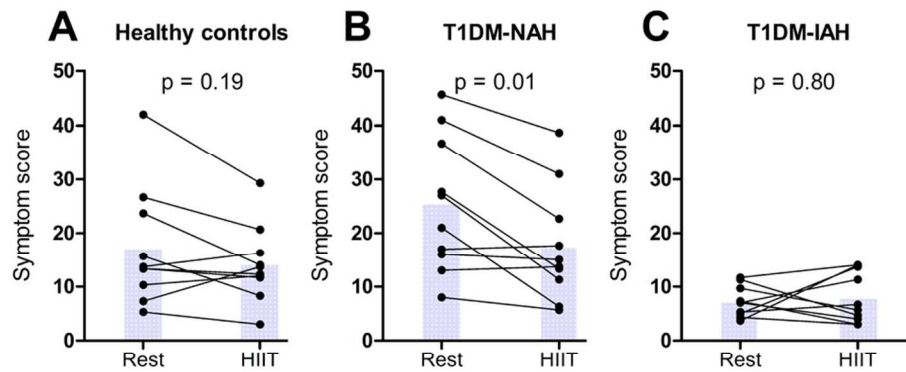 A Healthy controls
p = 0.19
Symptom score
50
40
30
20
10
0
Rest HIIT
B T1DM-NAH
p = 0.01
Symptom score
50
40
30
20
10
0
Rest HIIT
C T1DM-IAH
p = 0.80
Symptom score
50
40
30
20
10
0
Rest HIIT